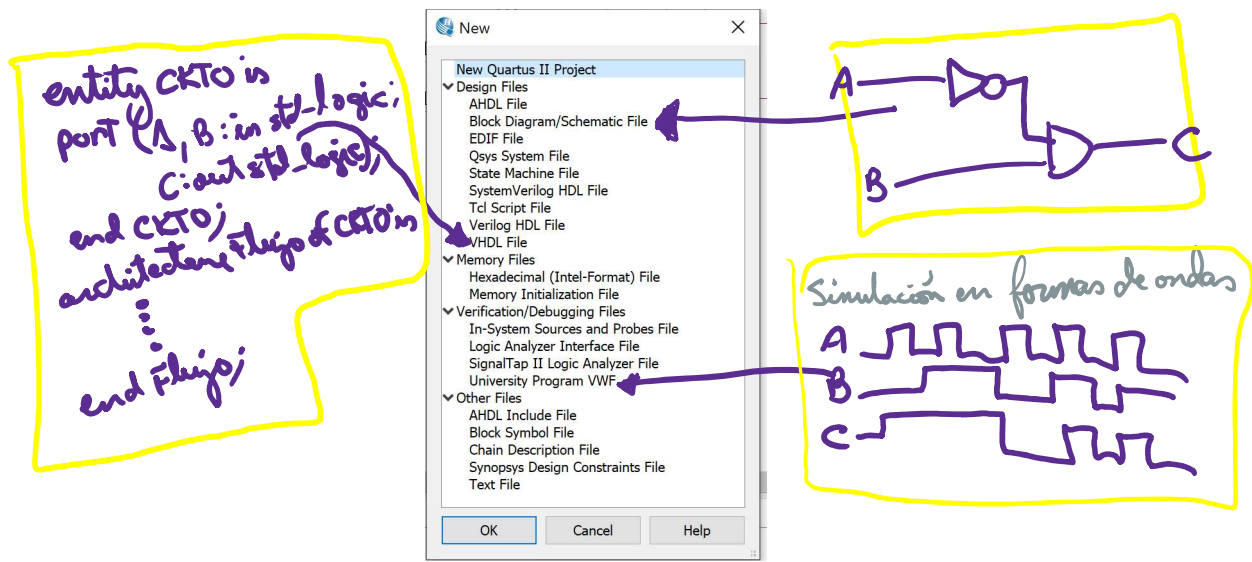 entity CKTO is
port (A, B: in std_logic;
C: out std_logic);
end CKTO;
architecture Flujo of CKTO is
end Flujo;
New
New Quartus II Project
Design Files
AHDL File
Block Diagram/Schematic File
EDIF File
Qsys System File
State Machine File
SystemVerilog HDL File
Tcl Script File
Verilog HDL File
VHDL File
Memory Files
Hexadecimal (Intel-Format) File
Memory Initialization File
Verification/Debugging Files
In-System Sources and Probes File
Logic Analyzer Interface File
SignalTap II Logic Analyzer File
University Program VWF
Other Files
AHDL Include File
Block Symbol File
Chain Description File
Synopsys Design Constraints File
Text File
OK Cancel Help
A
B
C
Simulación en formas de ondas
A
B
C